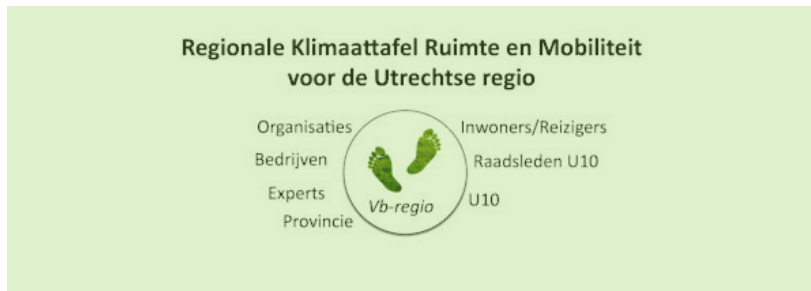 Regionale Klimaattafel Ruimte en Mobiliteit
voor de Utrechtse regio
Organisaties
Inwoners/Reizigers
Bedrijven
Raadsleden U10
Experts
Vb-regio
U10
Provincie